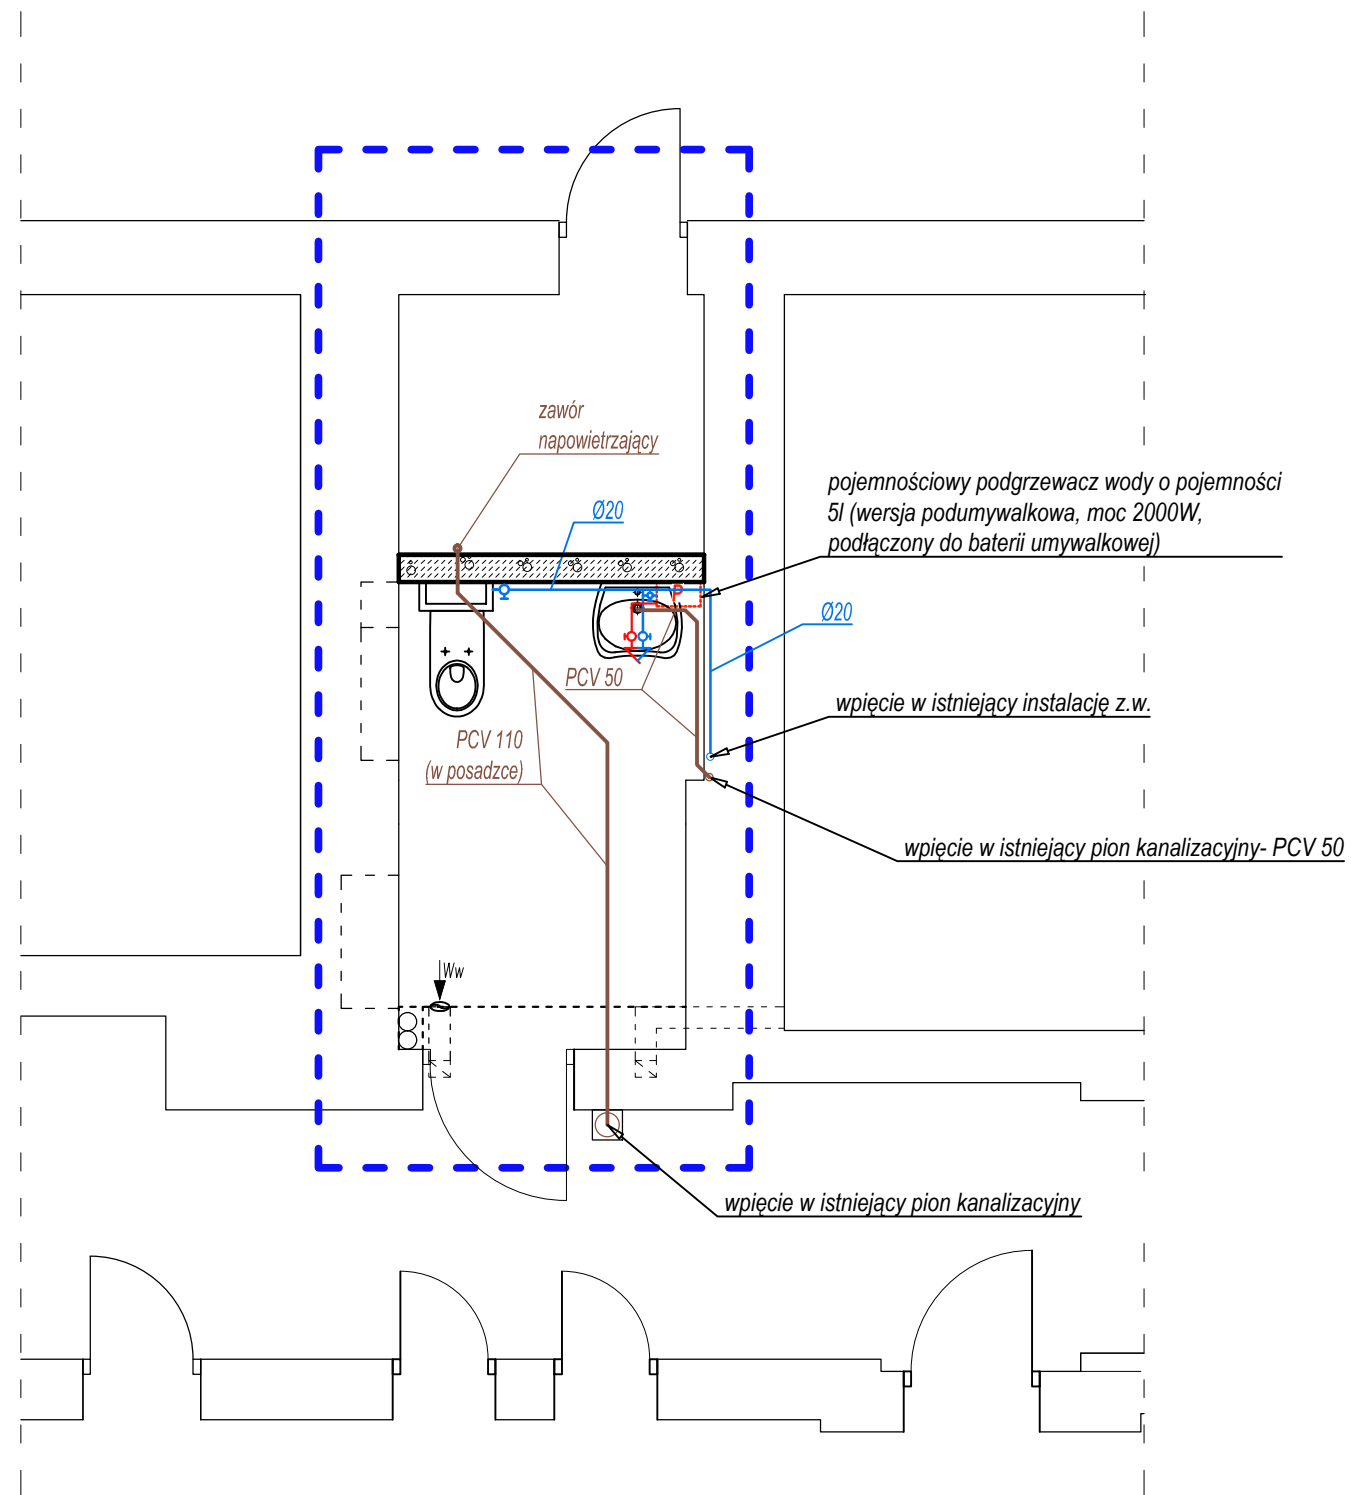 zawór
napowietrzający
Ø20
pojemnościowy podgrzewacz wody o pojemności
5l (wersja podumywalkowa, moc 2000W,
podłączony do baterii umywalkowej)
P
Ø20
PCV 50
wpięcie w istniejący instalację z.w.
PCV 110
(w posadzce)
wpięcie w istniejący pion kanalizacyjny- PCV 50
Ww
wpięcie w istniejący pion kanalizacyjny